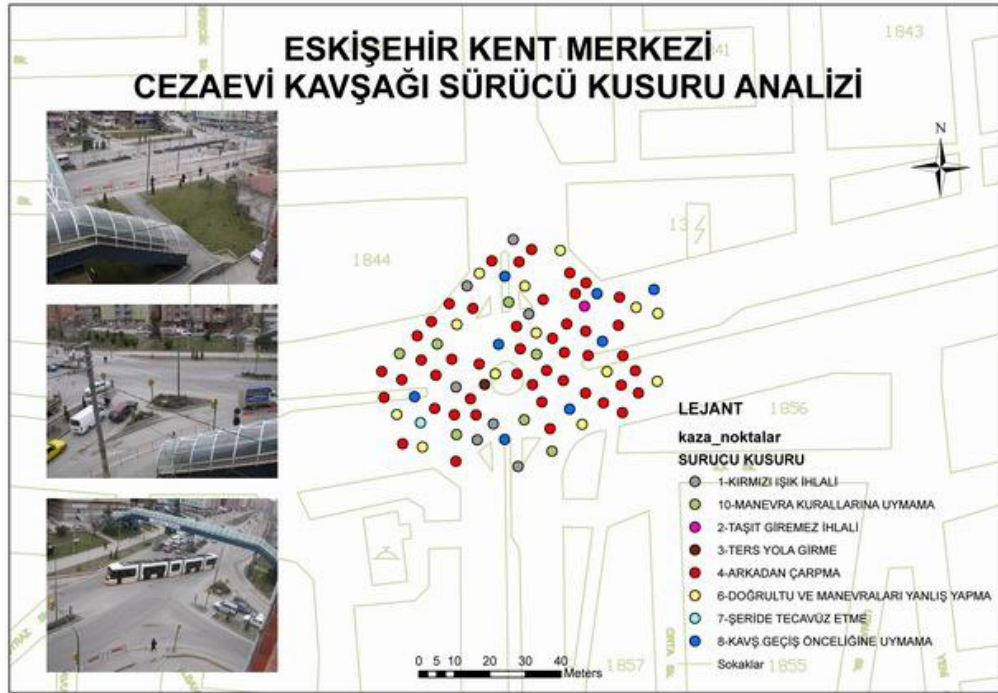 ESKİŞEHİR KENT MERKEZİ
CEZAEVİ KAVŞAĞI SÜRÜCÜ KUSURU ANALİZİ
1843
N
13
1844
1856
LEJANT
kaza_noktalar
SURUCU KUSURU
1-KIRMIZI IŞIK İHLALİ
10-MANEVRA KURALLARINA UYMAMA
2-TAŞIT GİREMEZ İHLALİ
3-TERS YOLA GİRME
4-ARKADAN ÇARPMA
6-DOĞRULTU VE MANEVRALARI YANLIŞ YAPMA
7-ŞERİDE TECAVÜZ ETME
8-KAVŞ GEÇİŞ ÖNCELİĞİNE UYMAMA
Sokaklar
0 5 10 20 30 40
Meters
1857
1855
ORTA SK